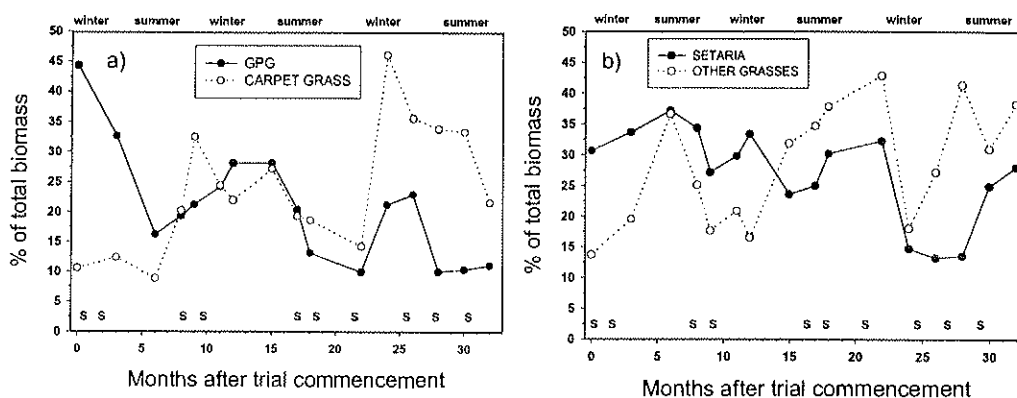 winter summer winter summer winter summer
a)
GPG
CARPET GRASS
% of total biomass
50
45
40
35
30
25
20
15
10
5
0
S S S S S S S S S S
0 5 10 15 20 25 30
Months after trial commencement
winter summer winter summer winter summer
b)
SETARIA
OTHER GRASSES
% of total biomass
50
45
40
35
30
25
20
15
10
5
0
S S S S S S S S S S
0 5 10 15 20 25 30
Months after trial commencement